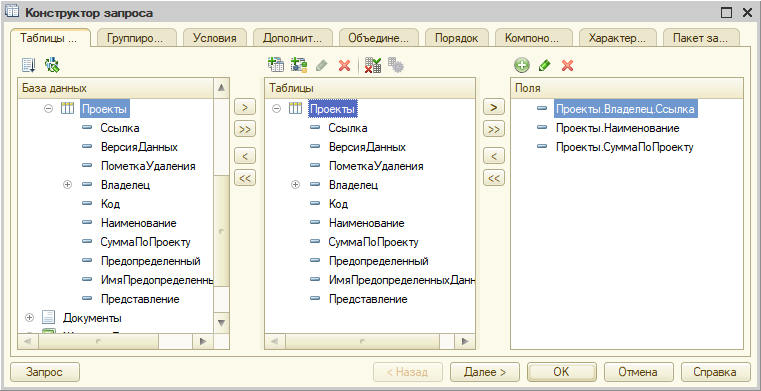 Конструктор запроса
Таблицы ... Группиро... Условия Дополнит... Объедине... Порядок Компоно... Характер... Пакет за...
База данных
Проекты
Ссылка
ВерсияДанных
ПометкаУдаления
Владелец
Код
Наименование
СуммаПоПроекту
Предопределенный
ИмяПредопределенны
Представление
Документы
>
>>
<
<<
Таблицы
Проекты
Ссылка
ВерсияДанных
ПометкаУдаления
Владелец
Код
Наименование
СуммаПоПроекту
Предопределенный
ИмяПредопределенныхДанн
Представление
>
>>
<
<<
Поля
Проекты.Владелец.Ссылка
Проекты.Наименование
Проекты.СуммаПоПроекту
Запрос < Назад Далее > OK Отмена Справка